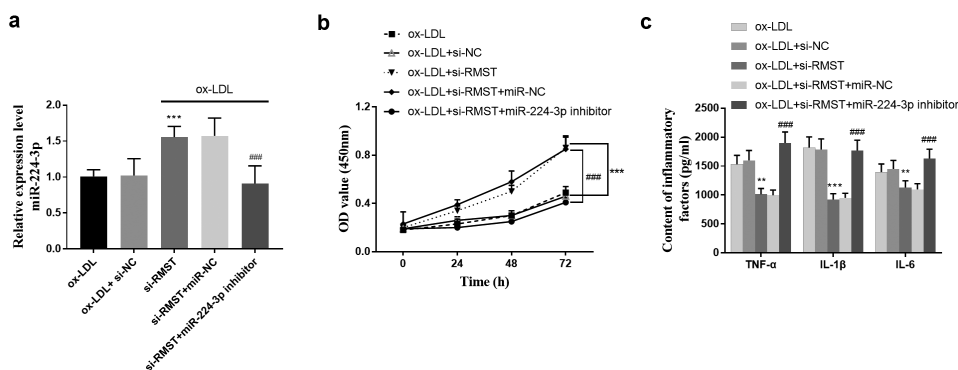 a
ox-LDL
Relative expression level
miR-224-3p
2.0
1.5
1.0
0.5
0.0
***
###
ox-LDL
ox-LDL+ si-NC
si-RMST
si-RMST+miR-NC
si-RMST+miR-224-3p inhibitor
b
ox-LDL
ox-LDL+si-NC
ox-LDL+si-RMST
ox-LDL+si-RMST+miR-NC
ox-LDL+si-RMST+miR-224-3p inhibitor
OD value (450nm)
1.2
0.8
0.4
0.0
###
***
0 24 48 72
Time (h)
c
ox-LDL
ox-LDL+si-NC
ox-LDL+si-RMST
ox-LDL+si-RMST+miR-NC
ox-LDL+si-RMST+miR-224-3p inhibitor
Content of inflammatory
factors (pg/ml)
2500
2000
1500
1000
500
0
**
###
***
###
**
###
TNF-α IL-1β IL-6